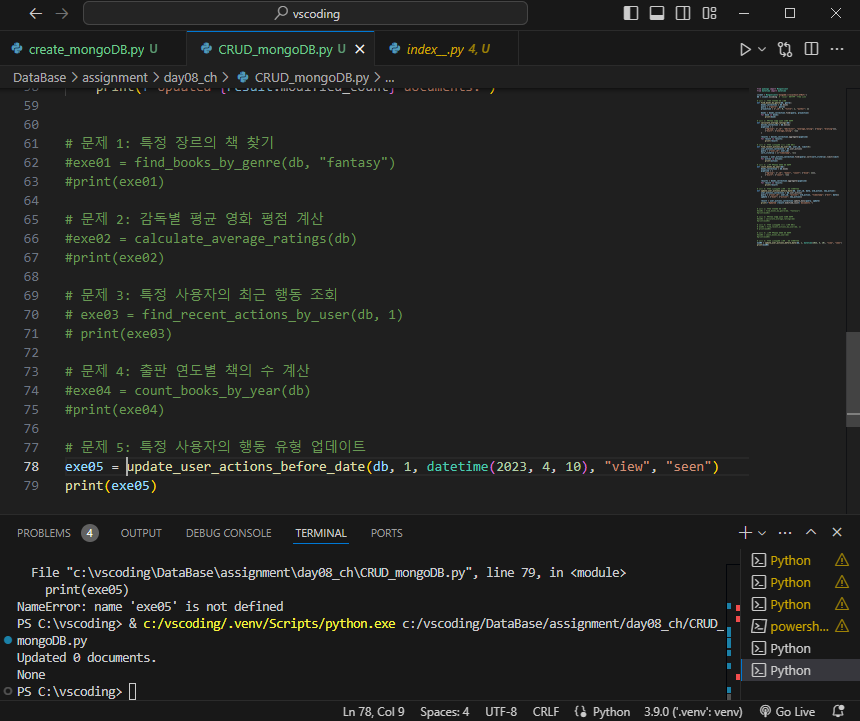 vscoding
create_mongoDB.py U
CRUD_mongoDB.py U
index__.py 4, U
DataBase > assignment > day08_ch > CRUD_mongoDB.py > ...
58 print(f"Updated {result.modified_count} documents.")
59
60
61 # 문제 1: 특정 장르의 책 찾기
62 #exe01 = find_books_by_genre(db, "fantasy")
63 #print(exe01)
64
65 # 문제 2: 감독별 평균 영화 평점 계산
66 #exe02 = calculate_average_ratings(db)
67 #print(exe02)
68
69 # 문제 3: 특정 사용자의 최근 행동 조회
70 # exe03 = find_recent_actions_by_user(db, 1)
71 # print(exe03)
72
73 # 문제 4: 출판 연도별 책의 수 계산
74 #exe04 = count_books_by_year(db)
75 #print(exe04)
76
77 # 문제 5: 특정 사용자의 행동 유형 업데이트
78 exe05 = update_user_actions_before_date(db, 1, datetime(2023, 4, 10), "view", "seen")
79 print(exe05)
PROBLEMS 4 OUTPUT DEBUG CONSOLE TERMINAL PORTS
File "c:\vscoding\DataBase\assignment\day08_ch\CRUD_mongoDB.py", line 79, in <module>
print(exe05)
NameError: name 'exe05' is not defined
PS C:\vscoding> & c:/vscoding/.venv/Scripts/python.exe c:/vscoding/DataBase/assignment/day08_ch/CRUD_
mongoDB.py
Updated 0 documents.
None
PS C:\vscoding>
Python
Python
Python
powersh...
Python
Python
Ln 78, Col 9 Spaces: 4 UTF-8 CRLF Python 3.9.0 ('.venv': venv) Go Live